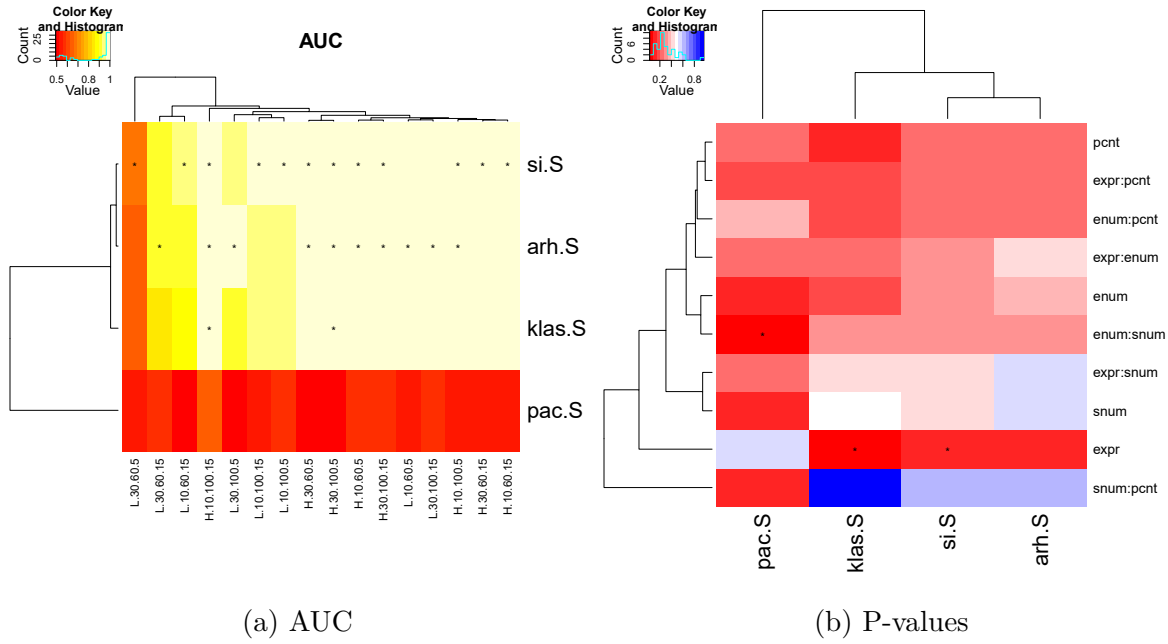 Color Key
and Histogram
Count
0 25
0.5 0.8 1
Value
AUC
si.S
arh.S
klas.S
pac.S
L.30.60.5
L.30.60.15
L.10.60.15
H.10.100.15
L.30.100.5
L.10.100.15
L.10.100.5
H.30.60.5
H.30.100.5
H.10.60.5
H.30.100.15
L.10.60.5
L.30.100.15
H.10.100.5
H.30.60.15
H.10.60.15
(a) AUC
Color Key
and Histogram
Count
0 6
0.2 0.8
Value
pcnt
expr:pcnt
enum:pcnt
expr:enum
enum
enum:snum
expr:snum
snum
expr
snum:pcnt
pac.S
klas.S
si.S
arh.S
(b) P-values